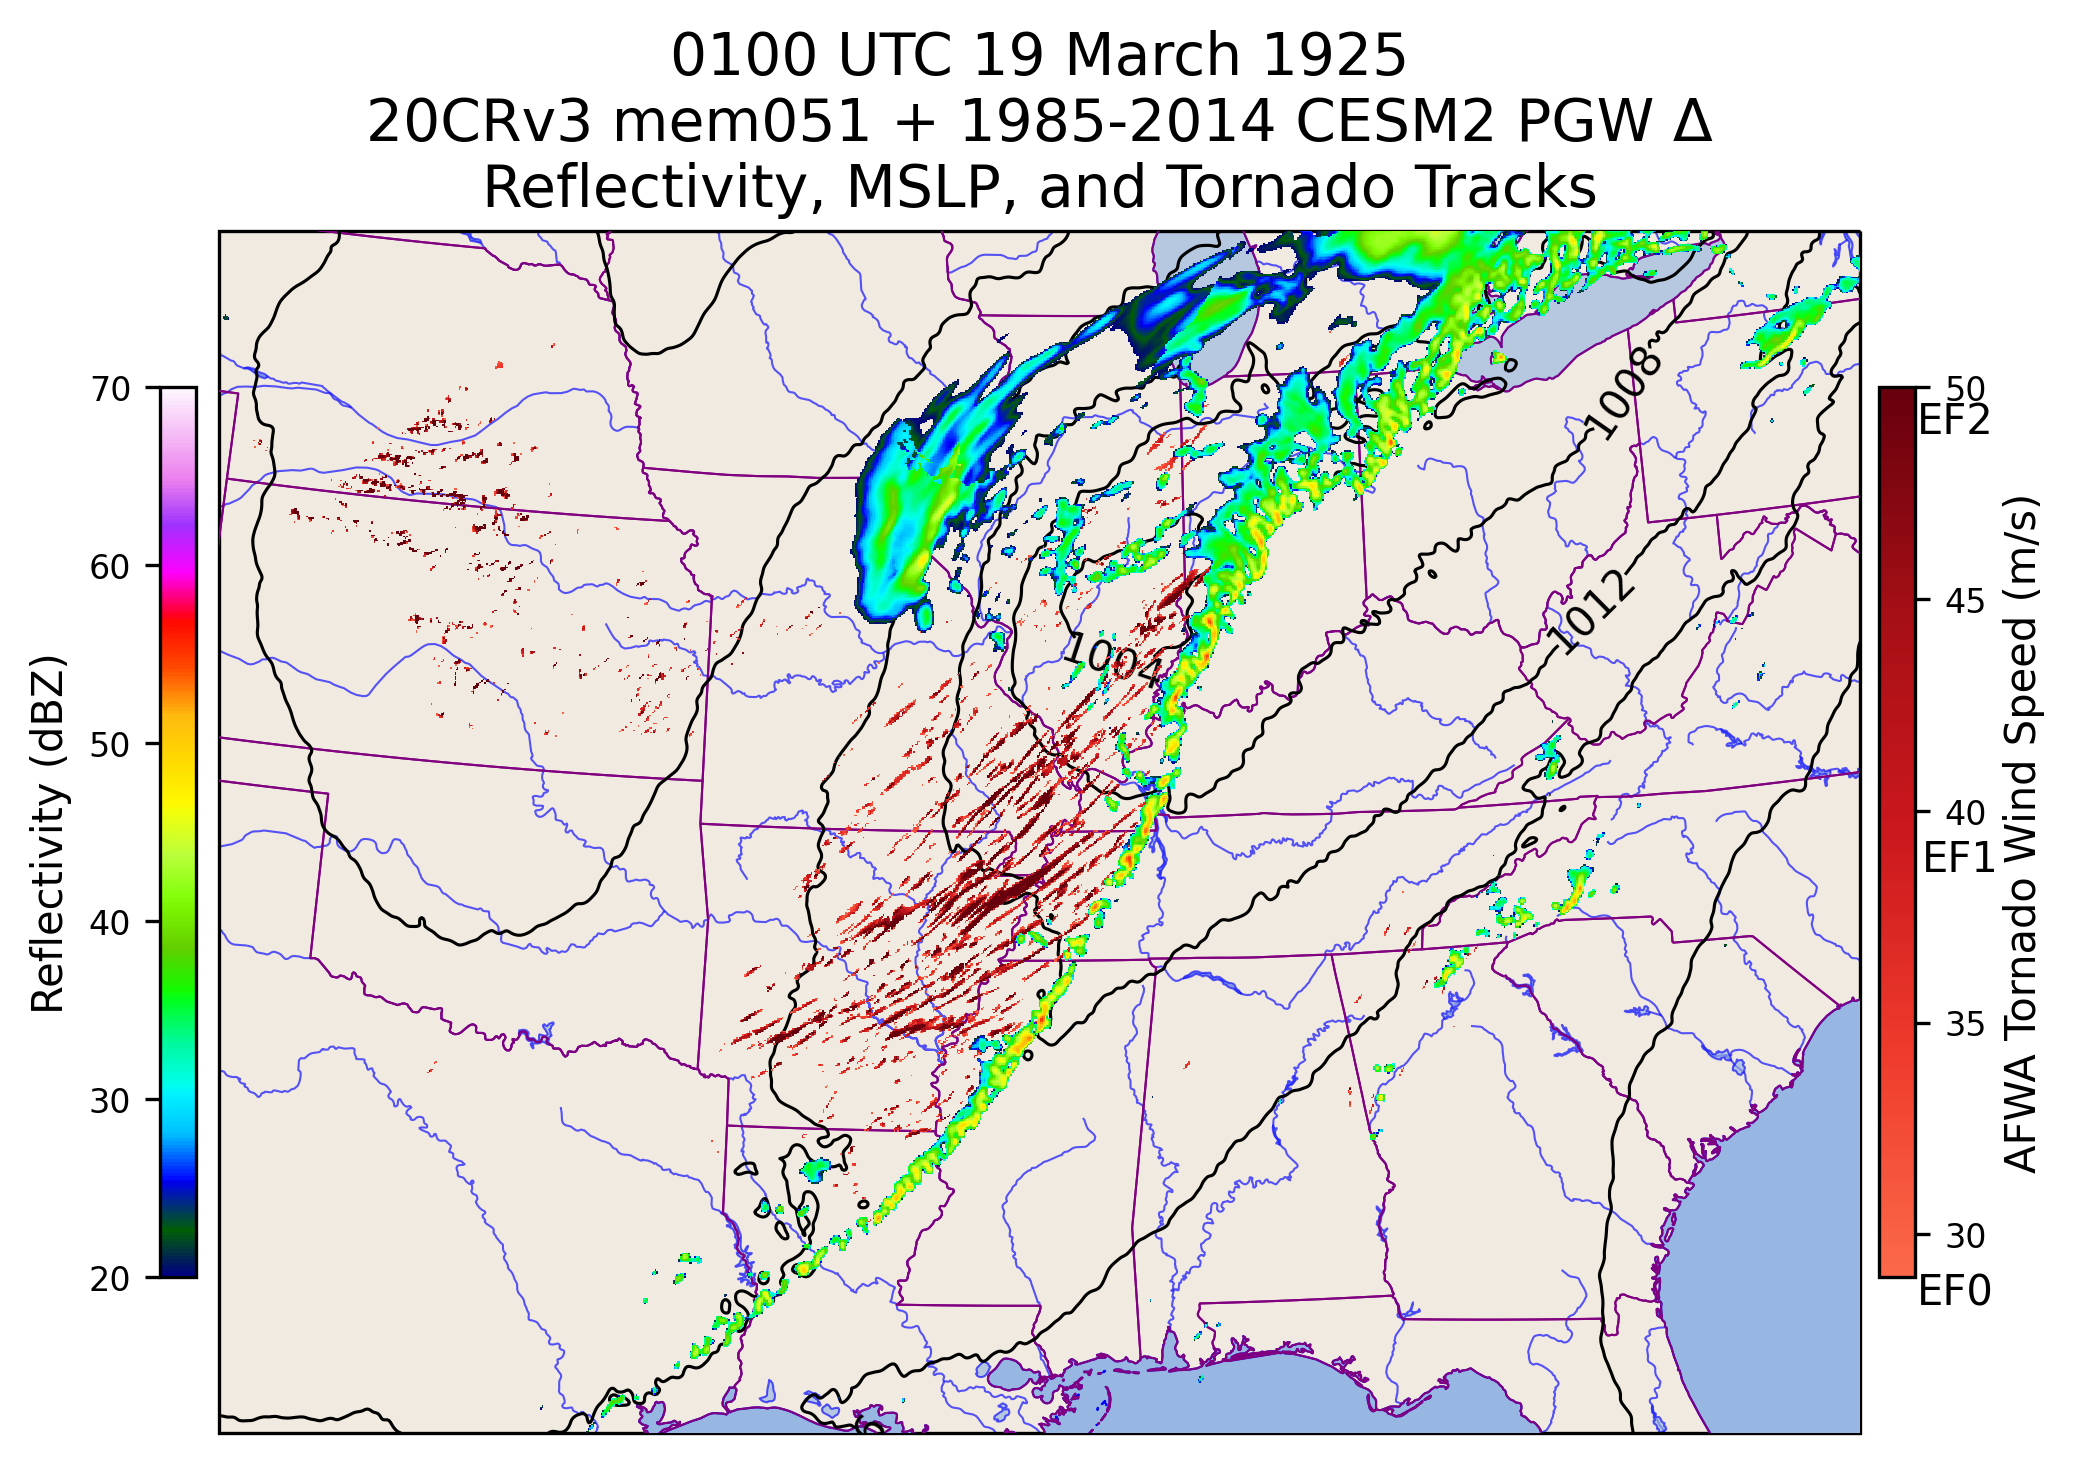 0100 UTC 19 March 1925
20CRv3 mem051 + 1985-2014 CESM2 PGW Δ
Reflectivity, MSLP, and Tornado Tracks
70
60
50
40
30
20
Reflectivity (dBZ)
1008
1012
1004
50
EF2
45
40
EF1
35
30
EF0
AFWA Tornado Wind Speed (m/s)